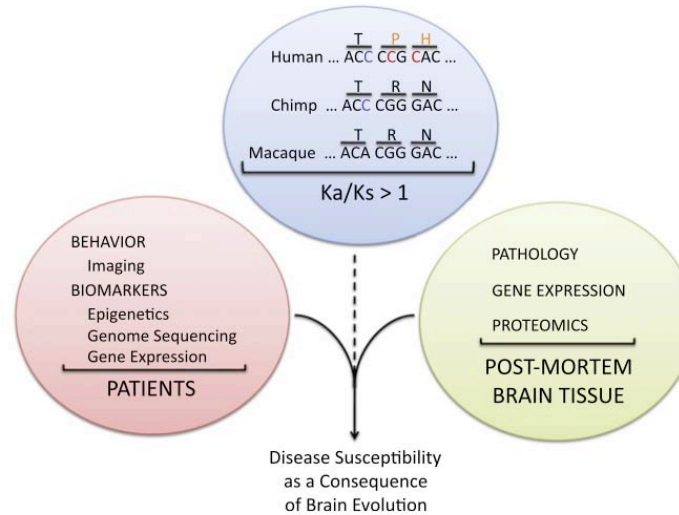 T P H
Human ... ACC CCG CAC ...
T R N
Chimp ... ACC CGG GAC ...
T R N
Macaque ... ACA CGG GAC ...
Ka/Ks > 1
BEHAVIOR
Imaging
BIOMARKERS
Epigenetics
Genome Sequencing
Gene Expression
PATIENTS
PATHOLOGY
GENE EXPRESSION
PROTEOMICS
POST-MORTEM
BRAIN TISSUE
Disease Susceptibility
as a Consequence
of Brain Evolution